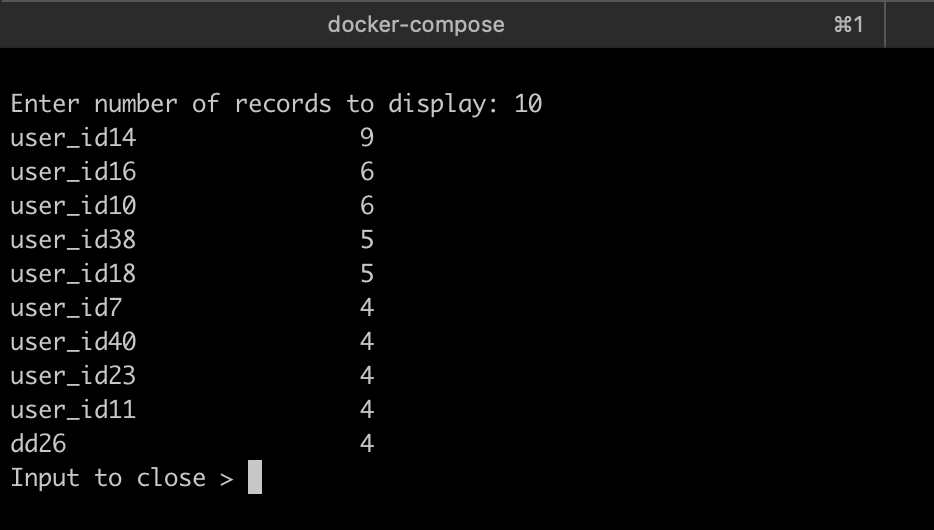 docker-compose ⌘1
Enter number of records to display: 10
user_id14 9
user_id16 6
user_id10 6
user_id38 5
user_id18 5
user_id7 4
user_id40 4
user_id23 4
user_id11 4
dd26 4
Input to close >